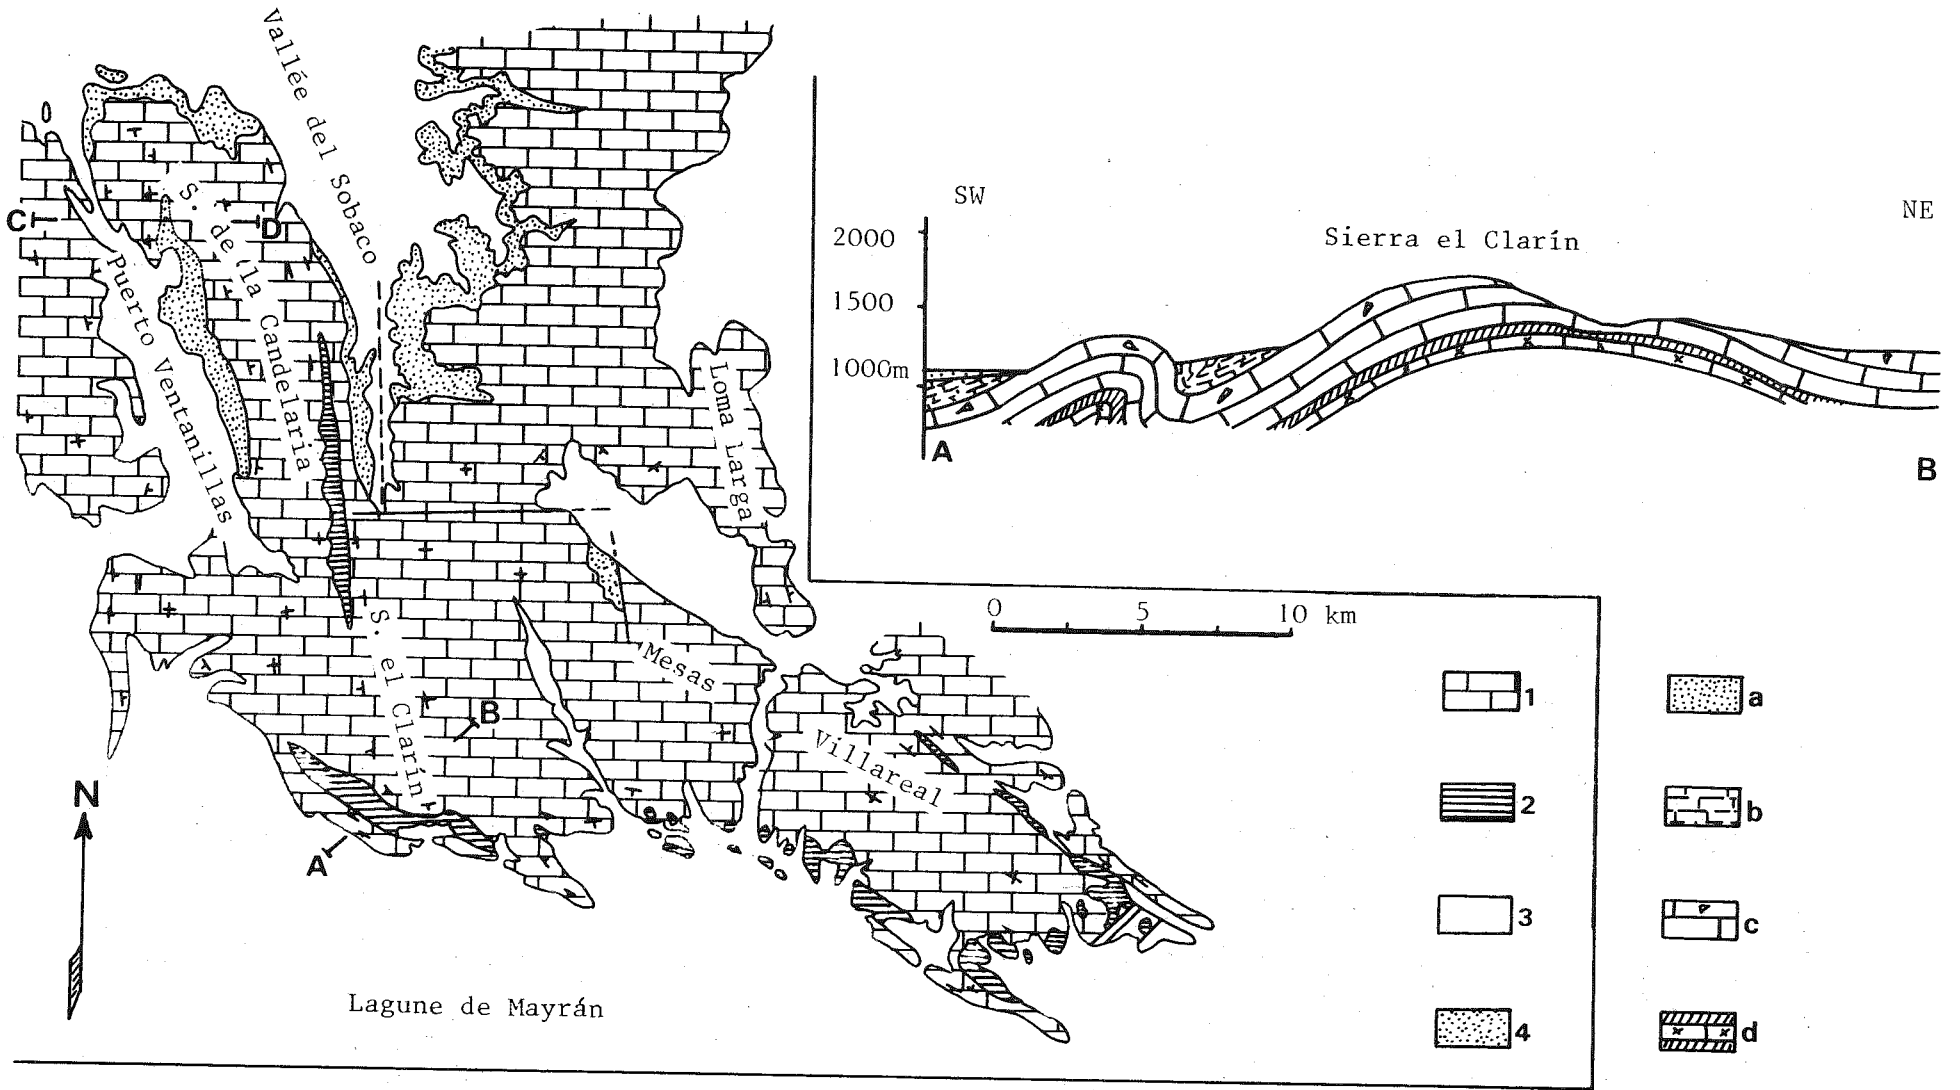 Vallée del Sobaco
S. de la Candelaria
Puerto Ventanillas
C
D
Loma Larga
S. el Clarín
Mesas
Villareal
B
A
N
Lagune de Mayrán
SW
NE
Sierra el Clarín
2000
1500
1000m
A
B
0 5 10 km
1 a
2 b
3 c
4 d